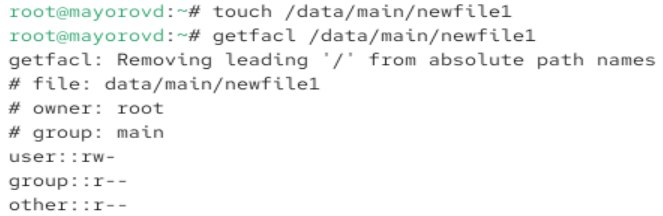 root@mayorovd:~# touch /data/main/newfile1
root@mayorovd:~# getfacl /data/main/newfile1
getfacl: Removing leading '/' from absolute path names
# file: data/main/newfile1
# owner: root
# group: main
user::rw-
group::r--
other::r--